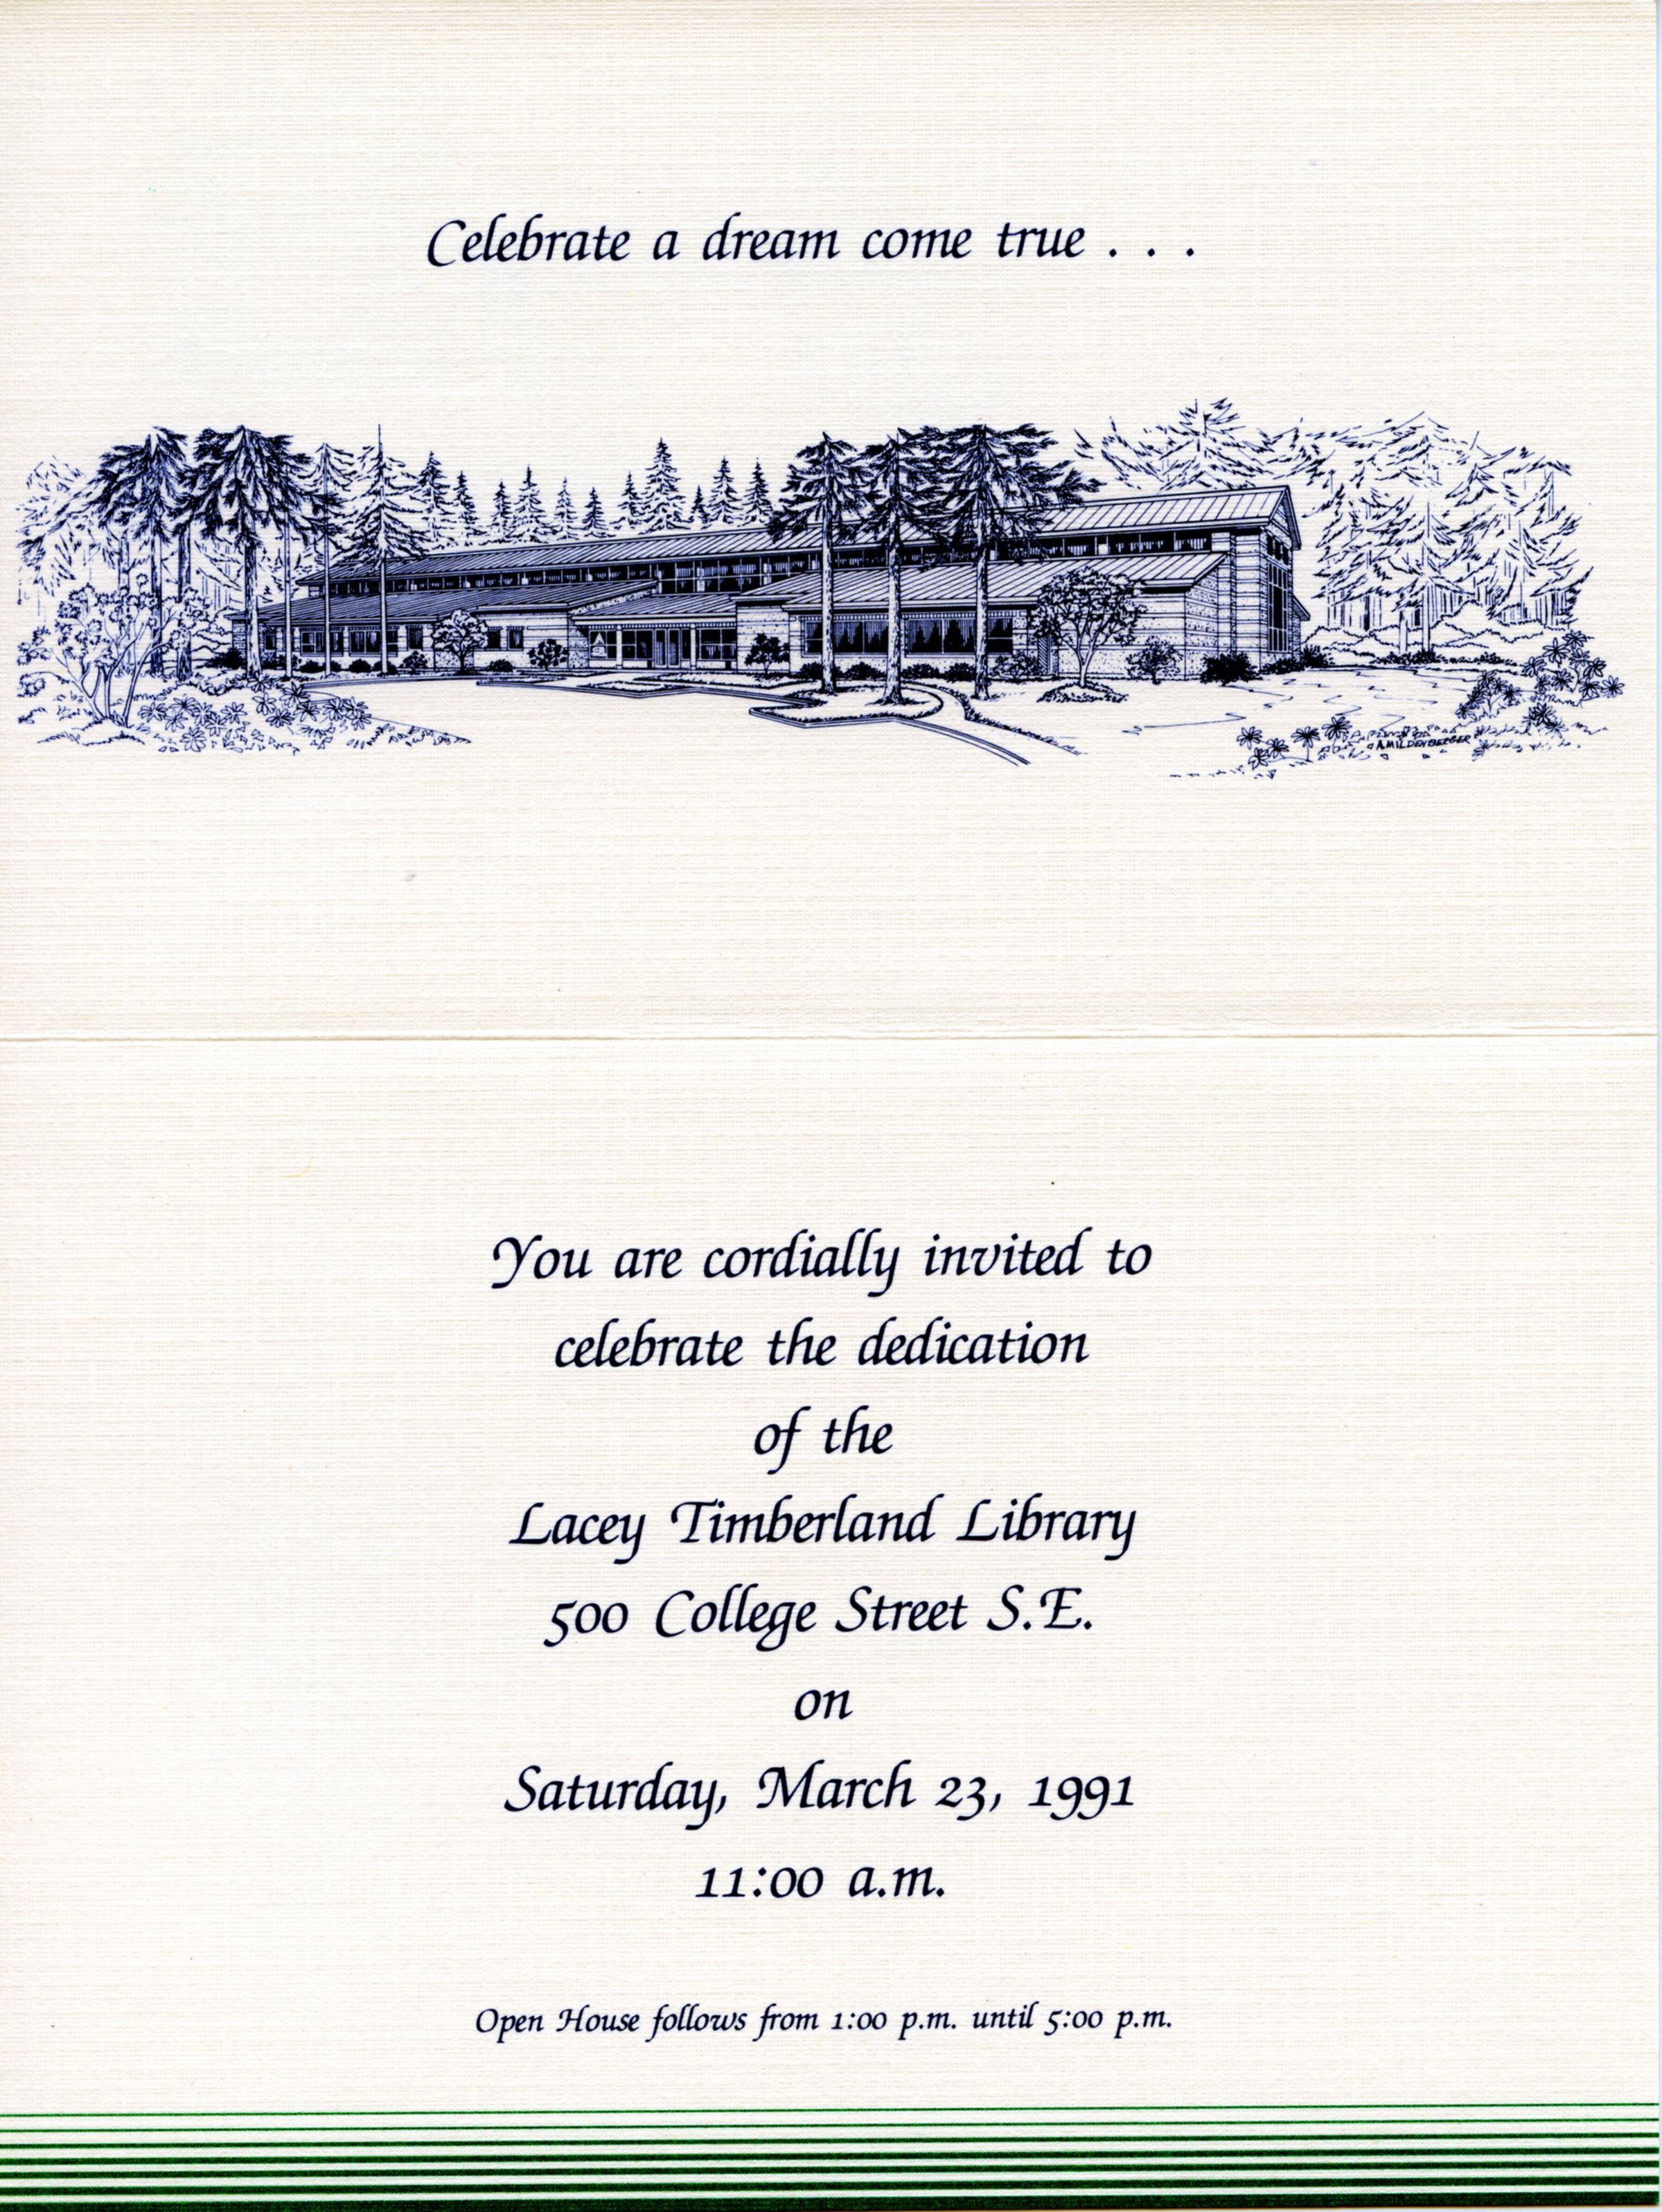 Celebrate a dream come true . . .
A.MILDENBERGER
You are cordially invited to
celebrate the dedication
of the
Lacey Timberland Library
500 College Street S.E.
on
Saturday, March 23, 1991
11:00 a.m.
Open House follows from 1:00 p.m. until 5:00 p.m.